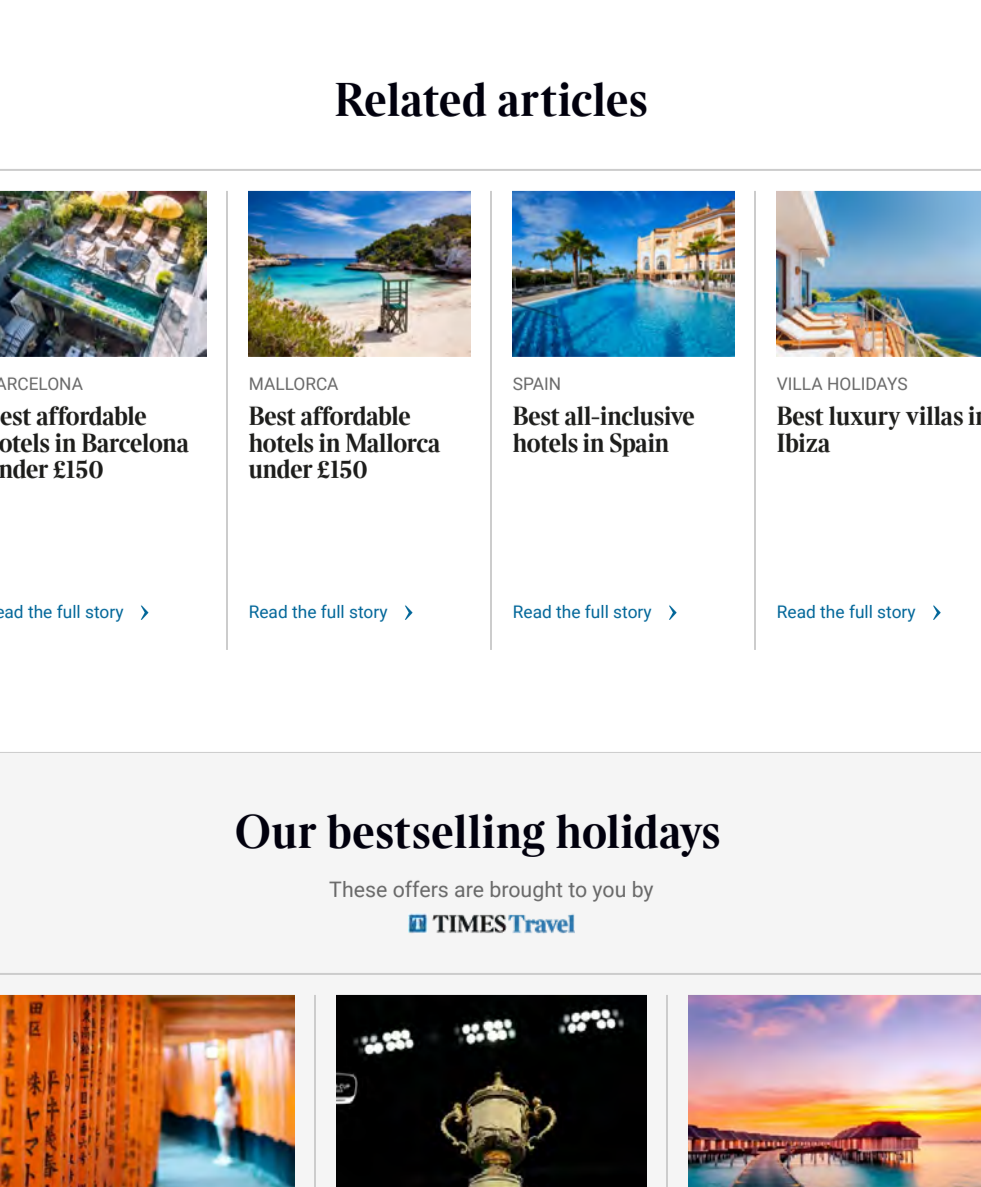 Related articles
ARCELONA
est affordable
otels in Barcelona
nder £150
ead the full story
MALLORCA
Best affordable
hotels in Mallorca
under £150
Read the full story
SPAIN
Best all-inclusive
hotels in Spain
Read the full story
VILLA HOLIDAYS
Best luxury villas in
Ibiza
Read the full story
Our bestselling holidays
These offers are brought to you by
T TIMES Travel